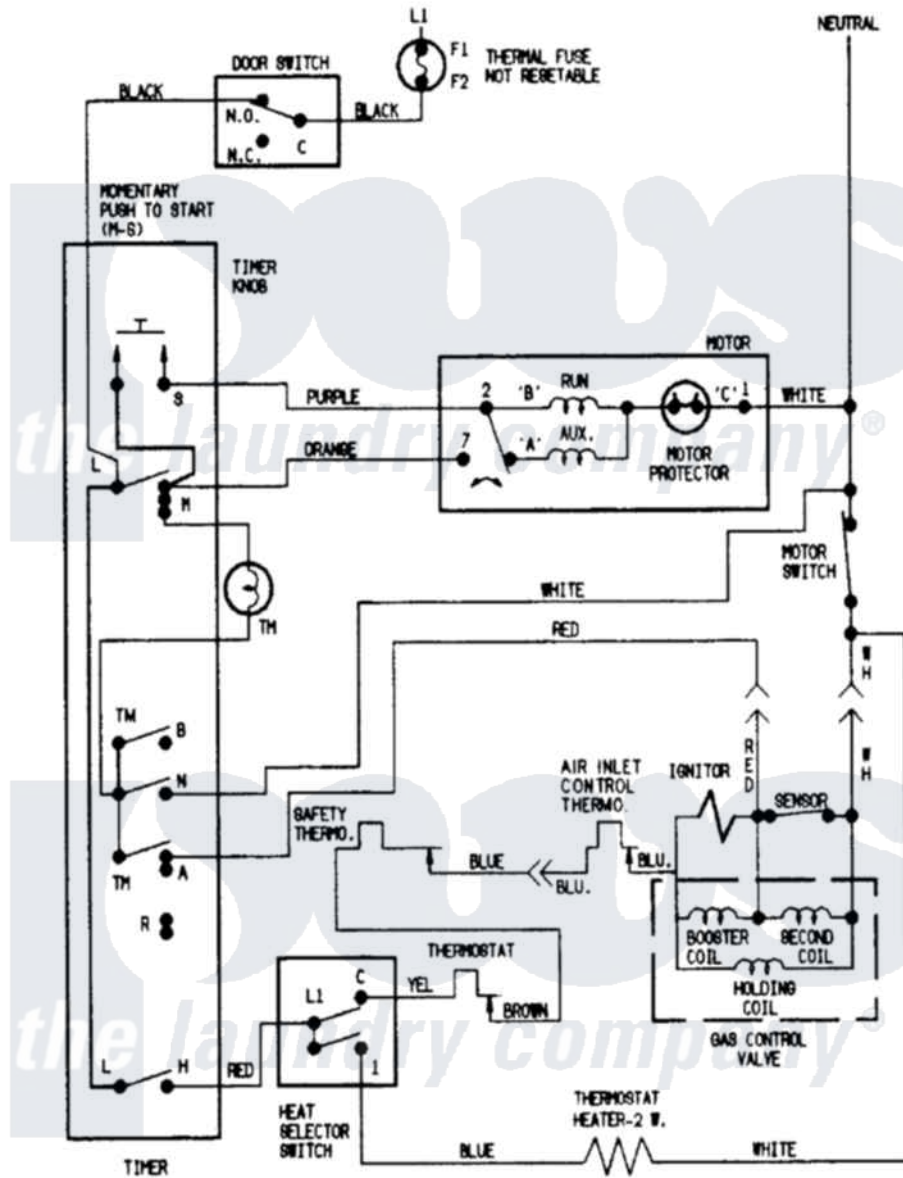 L1
NEUTRAL
F1
THERMAL FUSE
NOT RESETABLE
F2
DOOR SWITCH
BLACK
BLACK
N.O.
C
N.C.
MOMENTARY
PUSH TO START
(M-S)
TIMER
KNOB
MOTOR
S
PURPLE
2
'B'
RUN
'C'
1
WHITE
ORANGE
7
'A'
AUX.
MOTOR
PROTECTOR
L
M
the laundry company®
MOTOR
SWITCH
TM
WHITE
RED
WH
TM
B
N
RED
WH
AIR INLET
CONTROL
THERMO.
IGNITOR
SENSOR
SAFETY
THERMO.
BLUE
BLU.
BLU.
TM
A
R
BOOSTER
COIL
SECOND
COIL
HOLDING
COIL
THERMOSTAT
C
YEL
BROWN
L1
GAS CONTROL
VALVE
the laundry company®
L
H
RED
1
HEAT
SELECTOR
SWITCH
THERMOSTAT
HEATER-2 W.
BLUE
WHITE
TIMER